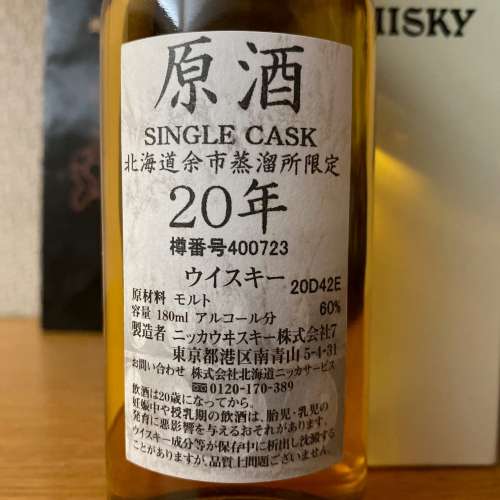 HISKY
原酒
SINGLE CASK
北海道余市蒸溜所限定
20年
樽番号400723
ウイスキー 20D42E
原材料 モルト
容量 180ml アルコール分 60%
製造者 ニッカウヰスキー株式会社7
東京都港区南青山5-4-31
お問い合わせ 株式会社北海道ニッカサービス
☎0120-170-389
飲酒は20歳になってから。
妊娠中や授乳期の飲酒は、胎児・乳児の
発育に悪影響を与えるおそれがあります。
ウイスキー成分等が保存中に析出し沈澱する
ことがありますが、品質上問題ございません。